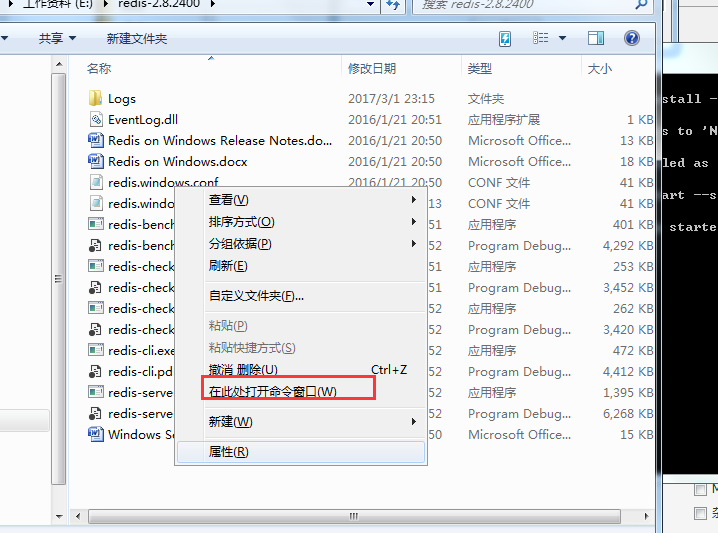 工作资料 (E:) ▸ redis-2.8.2400 ▸
搜索 redis-2.8.2400
共享 新建文件夹
名称 修改日期 类型 大小
Logs 2017/3/1 23:15 文件夹
EventLog.dll 2016/1/21 20:51 应用程序扩展 1 KB
Redis on Windows Release Notes.do... 2016/1/21 20:50 Microsoft Office... 13 KB
Redis on Windows.docx 2016/1/21 20:50 Microsoft Office... 18 KB
redis.windows.conf 2016/1/21 20:50 CONF 文件 41 KB
redis.windo 13 CONF 文件 41 KB
redis-bench 51 应用程序 401 KB
redis-bench 52 Program Debug... 4,292 KB
redis-check 51 应用程序 253 KB
redis-check 51 Program Debug... 3,452 KB
redis-check 52 应用程序 262 KB
redis-check 52 Program Debug... 3,420 KB
redis-cli.exe 52 应用程序 472 KB
redis-cli.pd 52 Program Debug... 4,412 KB
redis-serve 52 应用程序 1,395 KB
redis-serve 52 Program Debug... 6,268 KB
Windows Se 50 Microsoft Office... 15 KB
查看(V)
排序方式(O)
分组依据(P)
刷新(E)
自定义文件夹(F)...
粘贴(P)
粘贴快捷方式(S)
撤消 删除(U) Ctrl+Z
在此处打开命令窗口(W)
新建(W)
属性(R)
stall -
s to 'N
led as
art --s
starte